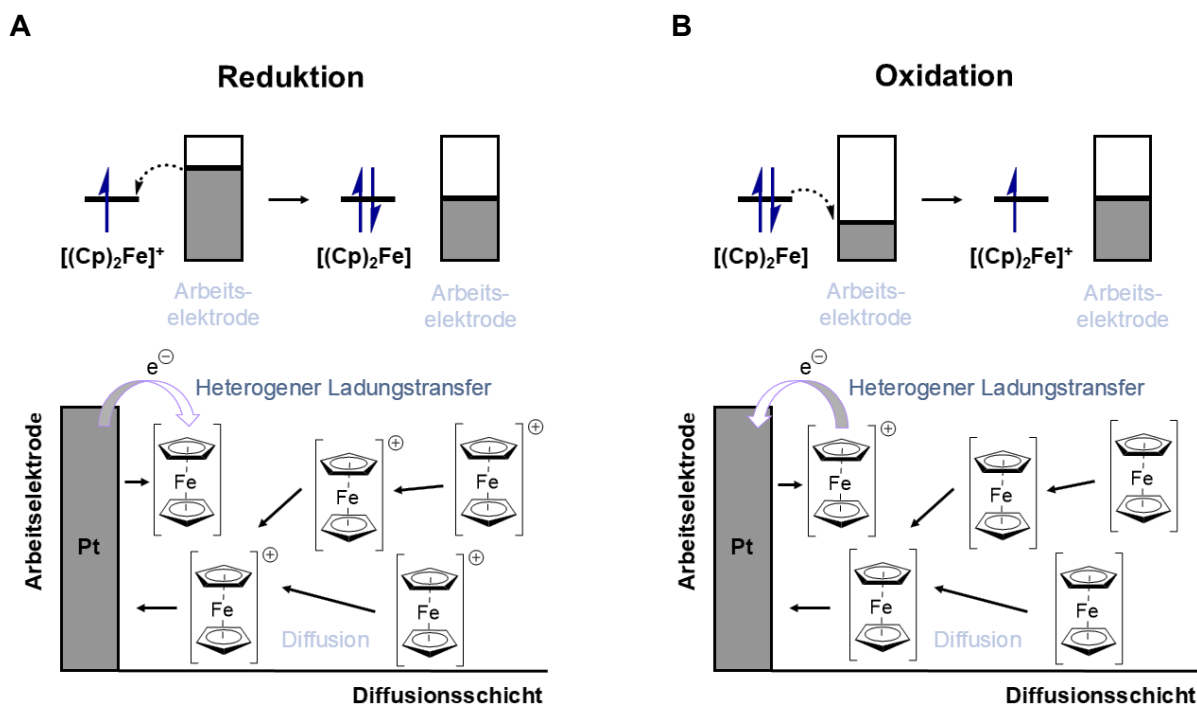 A
Reduktion
[(Cp)₂Fe]⁺
[(Cp)₂Fe]
Arbeits-
elektrode
Arbeits-
elektrode
e⊖
Heterogener Ladungstransfer
Arbeitselektrode
Pt
Fe
Fe
⊕
Fe
⊕
Fe
⊕
Fe
⊕
Diffusion
Diffusionsschicht
B
Oxidation
[(Cp)₂Fe]
[(Cp)₂Fe]⁺
Arbeits-
elektrode
Arbeits-
elektrode
e⊖
Heterogener Ladungstransfer
Arbeitselektrode
Pt
Fe
⊕
Fe
Fe
Fe
Fe
Diffusion
Diffusionsschicht